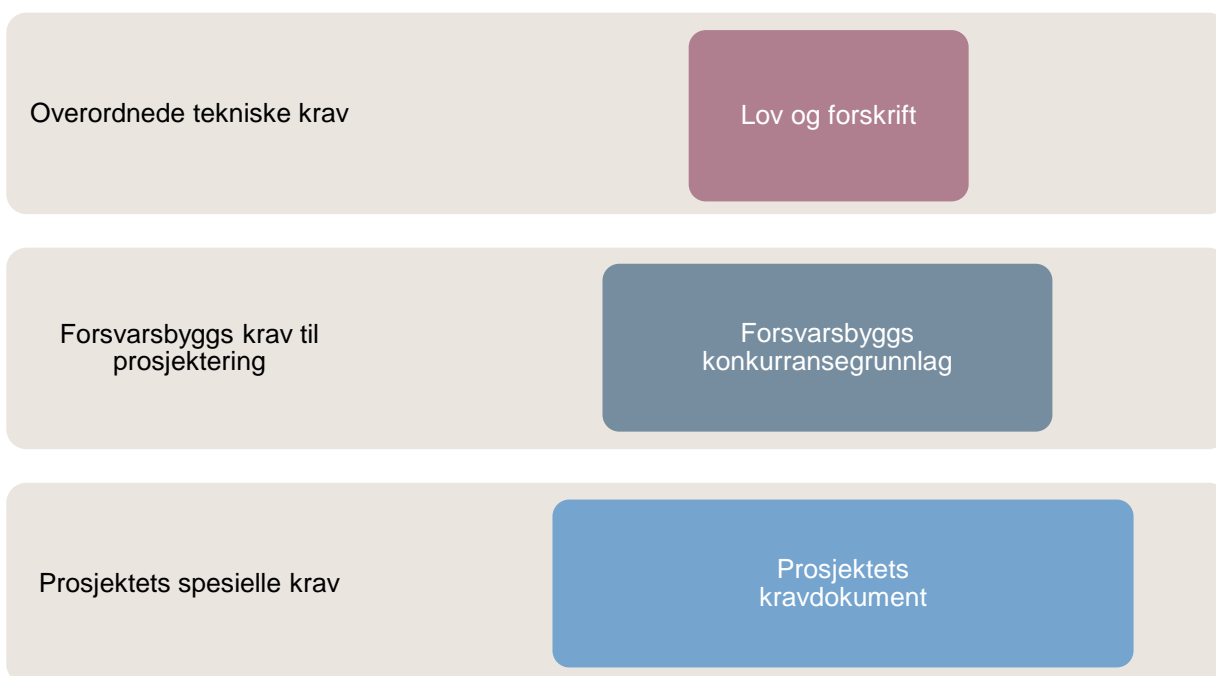 Overordnede tekniske krav
Lov og forskrift
Forsvarsbyggs krav til
prosjektering
Forsvarsbyggs
konkurransegrunnlag
Prosjektets spesielle krav
Prosjektets
kravdokument